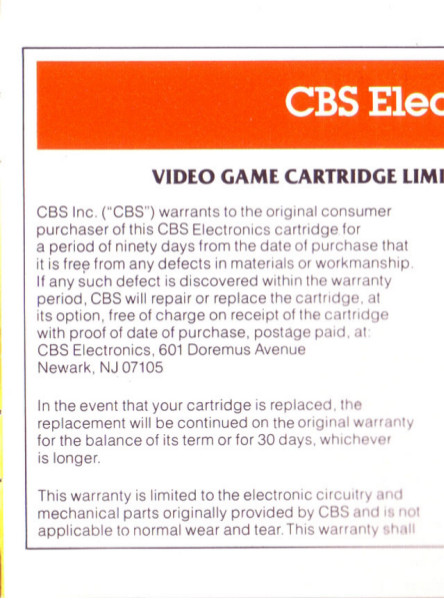 CBS Elec
VIDEO GAME CARTRIDGE LIMI
CBS Inc. ("CBS") warrants to the original consumer
purchaser of this CBS Electronics cartridge for
a period of ninety days from the date of purchase that
it is free from any defects in materials or workmanship.
If any such defect is discovered within the warranty
period, CBS will repair or replace the cartridge, at
its option, free of charge on receipt of the cartridge
with proof of date of purchase, postage paid, at:
CBS Electronics, 601 Doremus Avenue
Newark, NJ 07105
In the event that your cartridge is replaced, the
replacement will be continued on the original warranty
for the balance of its term or for 30 days, whichever
is longer.
This warranty is limited to the electronic circuitry and
mechanical parts originally provided by CBS and is not
applicable to normal wear and tear. This warranty shall